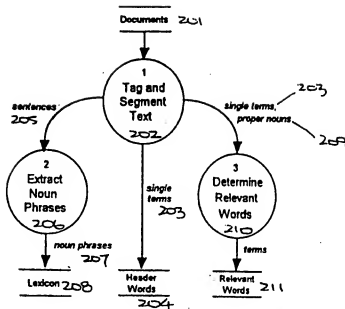 Documents 201
1
Tag and
Segment
Text
202
sentences
205
single terms, 203
proper nouns
2
Extract
Noun
Phrases
206
single
terms
203
3
Determine
Relevant
Words
210
noun phrases
207
terms
Lexicon 208
Header
Words
204
Relevant
Words 211